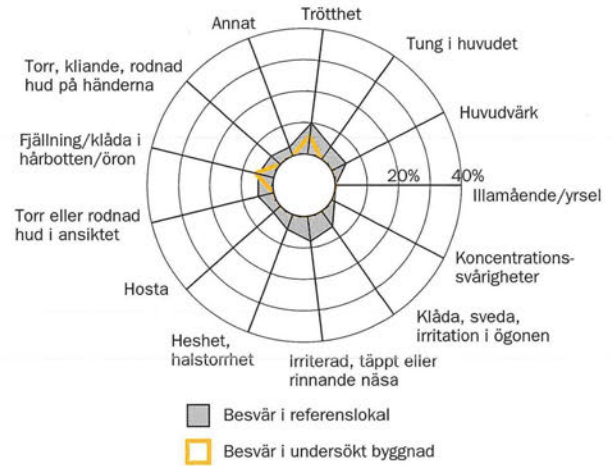 Trötthet
Tung i huvudet
Huvudvärk
20% 40%
Illamående/yrsel
Koncentrations-
svårigheter
Klåda, sveda,
irritation i ögonen
Irriterad, täppt eller
rinnande näsa
Heshet,
halstorrhet
Hosta
Torr eller rodnad
hud i ansiktet
Fjällning/klåda i
hårbotten/öron
Torr, kliande, rodnad
hud på händerna
Annat
Besvär i referenslokal
Besvär i undersökt byggnad